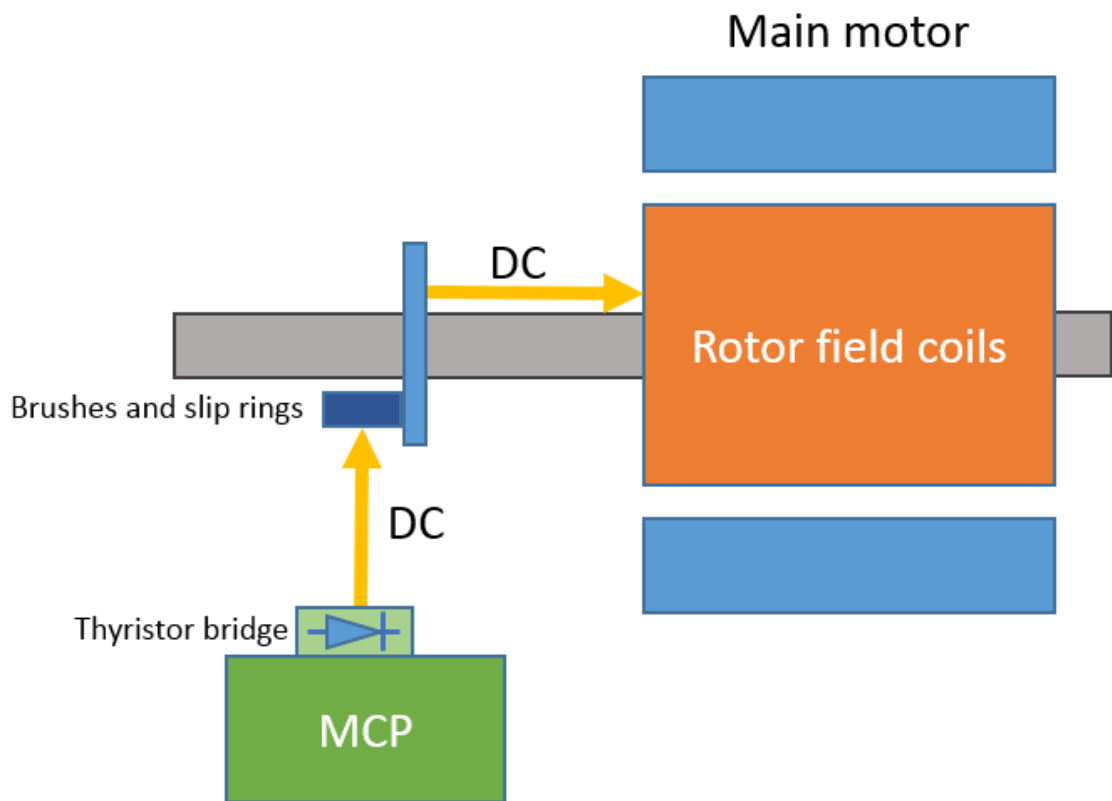 Main motor
DC
Rotor field coils
Brushes and slip rings
DC
Thyristor bridge
MCP